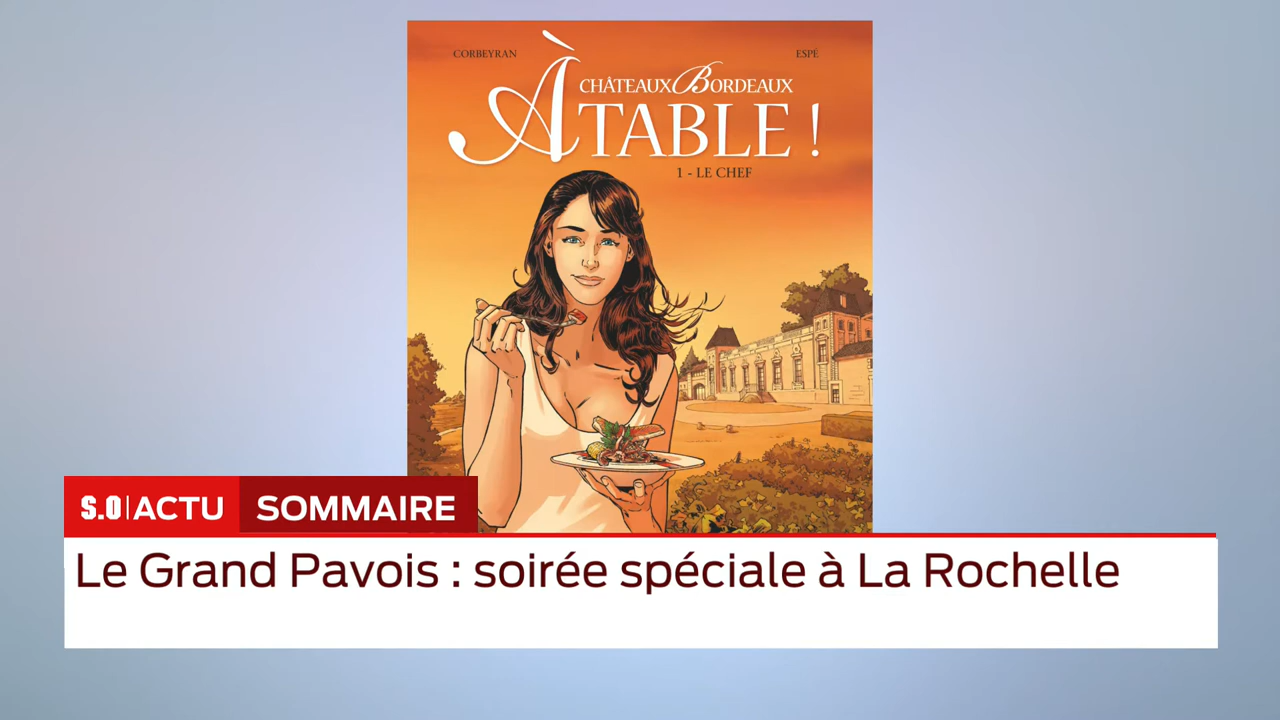 CORBEYRAN ESPÉ
CHÂTEAUX BORDEAUX
À TABLE !
1 - LE CHEF
S.O ACTU SOMMAIRE
Le Grand Pavois : soirée spéciale à La Rochelle